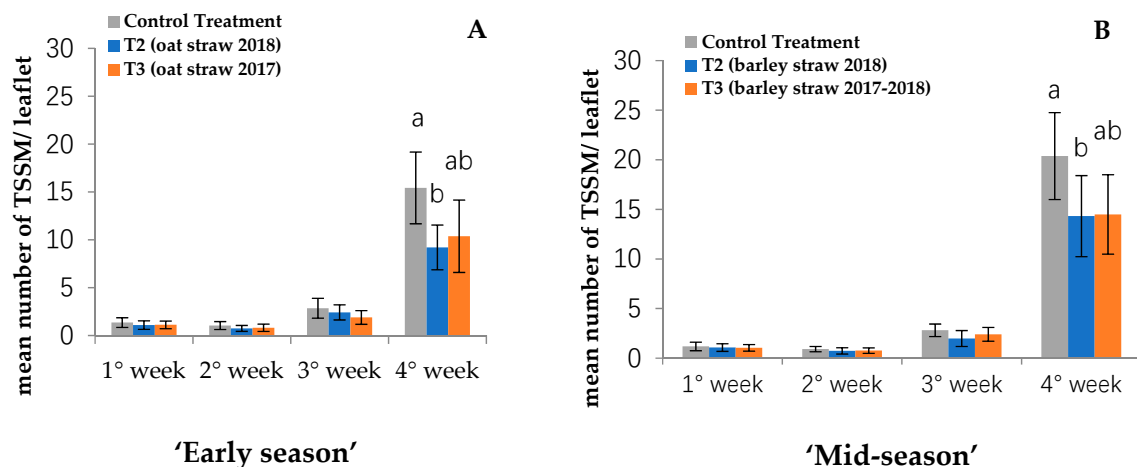 Control Treatment
T2 (oat straw 2018)
T3 (oat straw 2017)
A
mean number of TSSM/ leaflet
30
25
20
15
10
5
0
a
b
ab
1° week 2° week 3° week 4° week
'Early season'
B
Control Treatment
T2 (barley straw 2018)
T3 (barley straw 2017-2018)
mean number of TSSM/ leaflet
30
25
20
15
10
5
0
a
b
ab
1° week 2° week 3° week 4° week
'Mid-season'